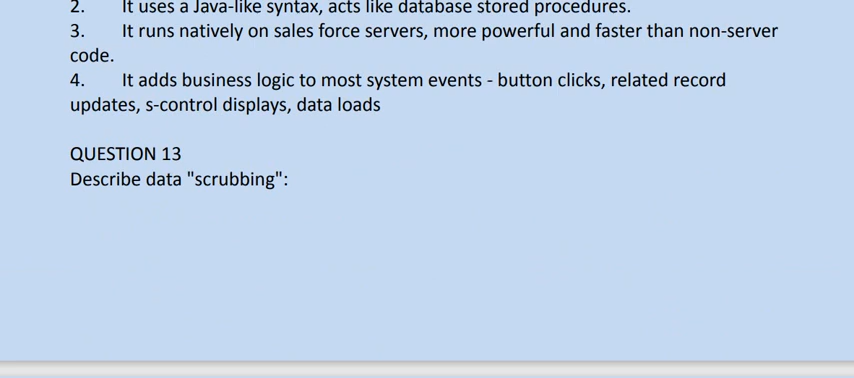 2. It uses a Java-like syntax, acts like database stored procedures.
3. It runs natively on sales force servers, more powerful and faster than non-server
code.
4. It adds business logic to most system events - button clicks, related record
updates, s-control displays, data loads
QUESTION 13
Describe data "scrubbing":